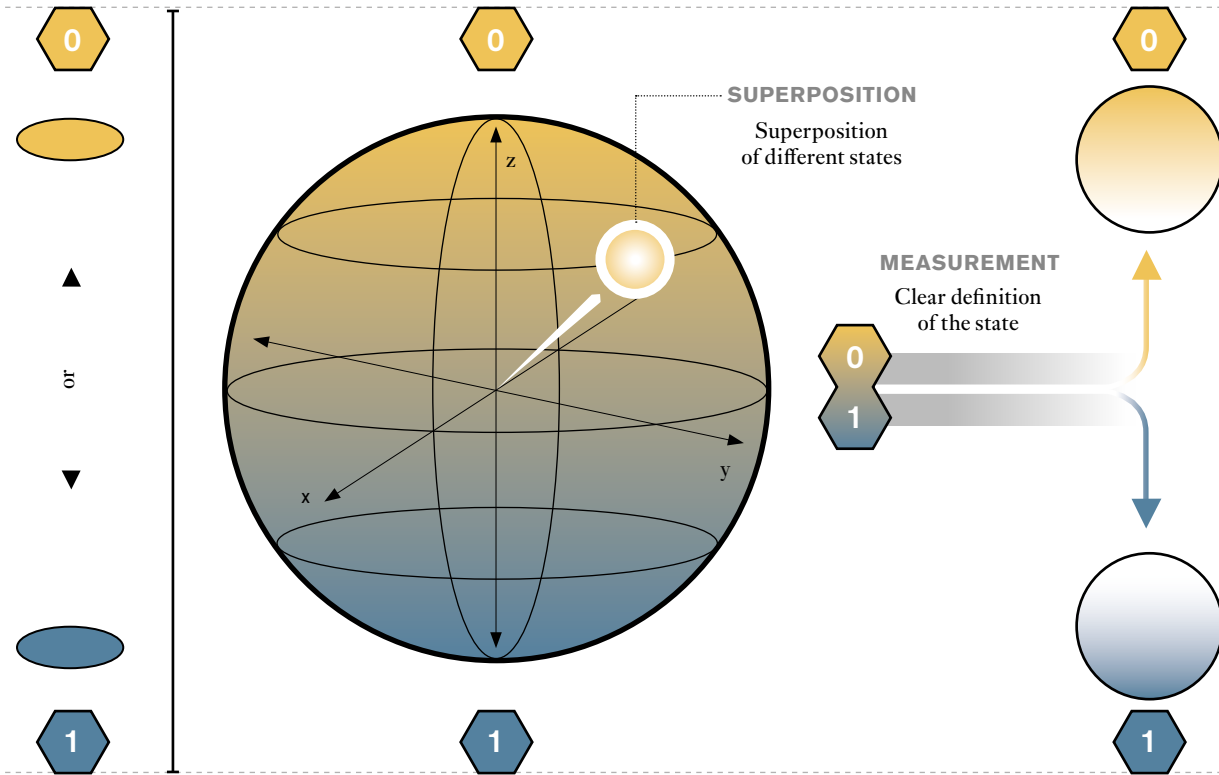 0
0
0
SUPERPOSITION
Superposition
of different states
z
MEASUREMENT
Clear definition
of the state
0
1
or
y
x
1
1
1